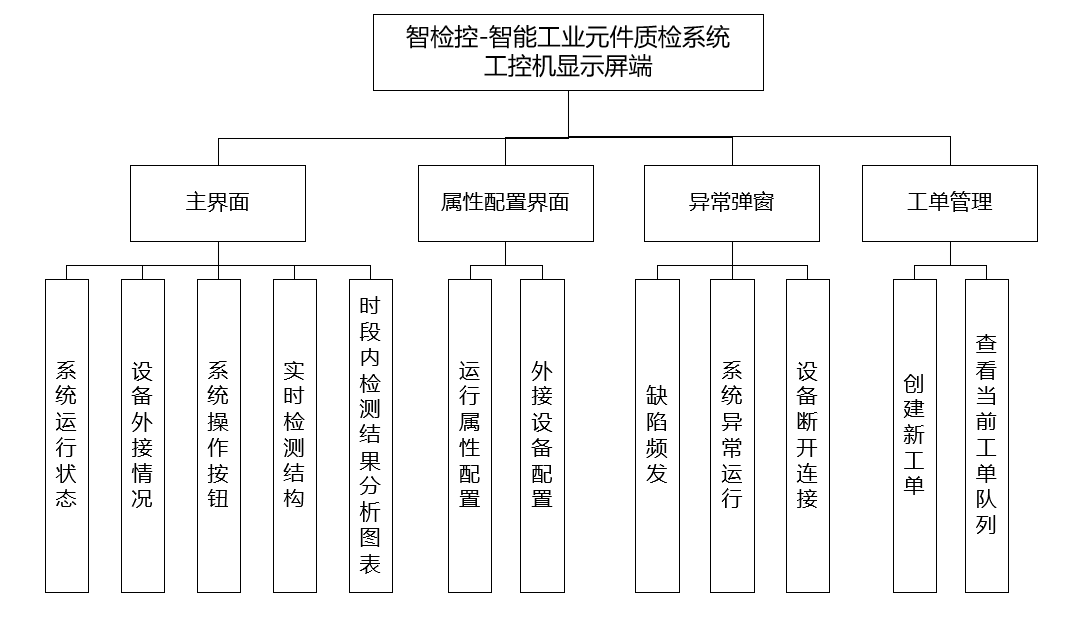 智检控-智能工业元件质检系统
工控机显示屏端
主界面
属性配置界面
异常弹窗
工单管理
系统运行状态
设备外接情况
系统操作按钮
实时检测结构
时段内检测结果分析图表
运行属性配置
外接设备配置
缺陷频发
系统异常运行
设备断开连接
创建新工单
查看当前工单队列